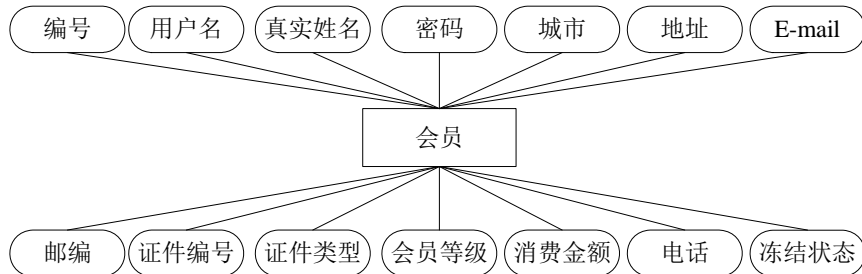 编号 用户名 真实姓名 密码 城市 地址 E-mail
会员
邮编 证件编号 证件类型 会员等级 消费金额 电话 冻结状态